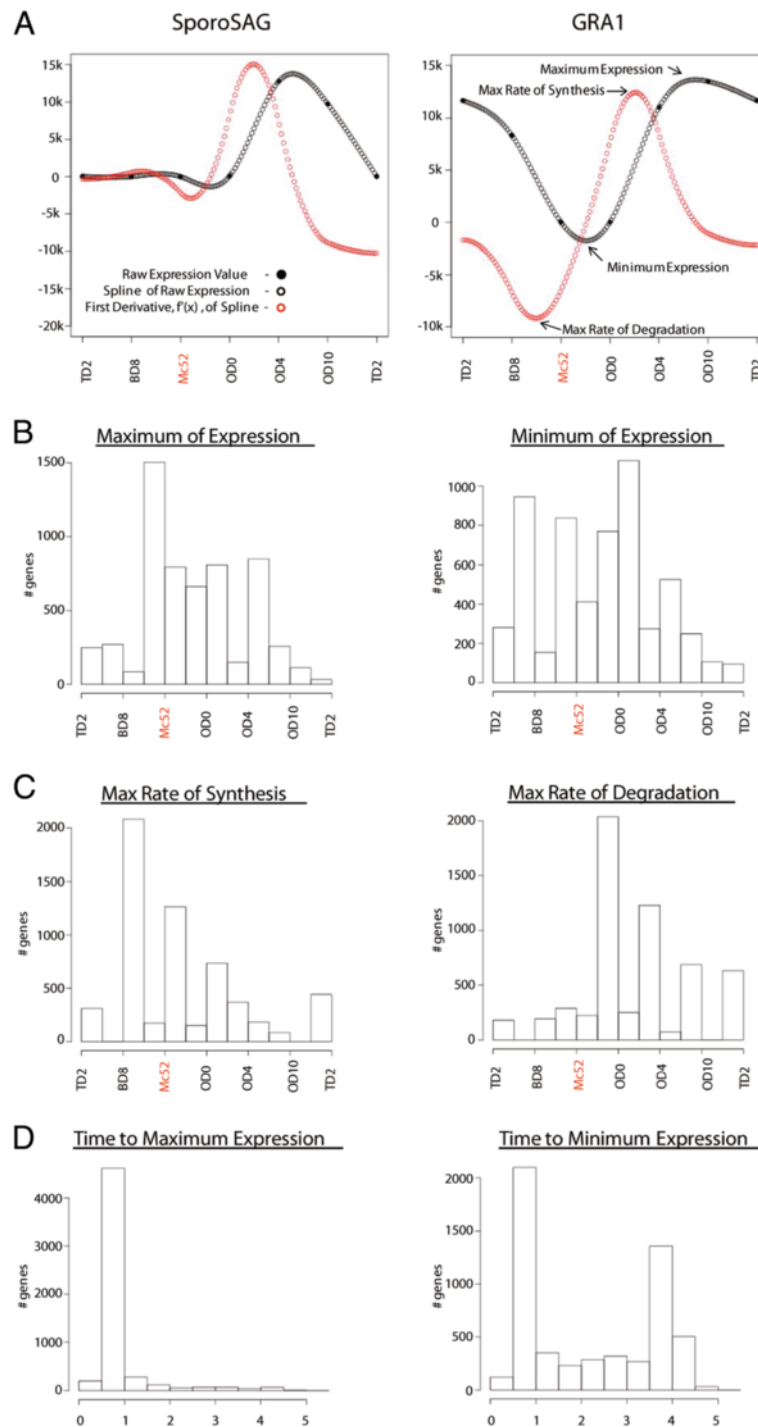 A
SporoSAG
GRA1
15k
10k
5k
0
-5k
-10k
-15k
-20k
Raw Expression Value -
Spline of Raw Expression -
First Derivative, f'(x) , of Spline -
TD2 BD8 Mc52 OD0 OD4 OD10 TD2
15k
10k
5k
0
-5k
-10k
Maximum Expression
Max Rate of Synthesis
Minimum Expression
Max Rate of Degradation
TD2 BD8 Mc52 OD0 OD4 OD10 TD2
B
Maximum of Expression
# genes
1500
1000
500
0
TD2 BD8 Mc52 OD0 OD4 OD10 TD2
Minimum of Expression
# genes
1000
800
600
400
200
0
TD2 BD8 Mc52 OD0 OD4 OD10 TD2
C
Max Rate of Synthesis
# genes
2000
1500
1000
500
0
TD2 BD8 Mc52 OD0 OD4 OD10 TD2
Max Rate of Degradation
# genes
2000
1500
1000
500
0
TD2 BD8 Mc52 OD0 OD4 OD10 TD2
D
Time to Maximum Expression
# genes
4000
3000
2000
1000
0
0 1 2 3 4 5
Time to Minimum Expression
# genes
2000
1500
1000
500
0
0 1 2 3 4 5